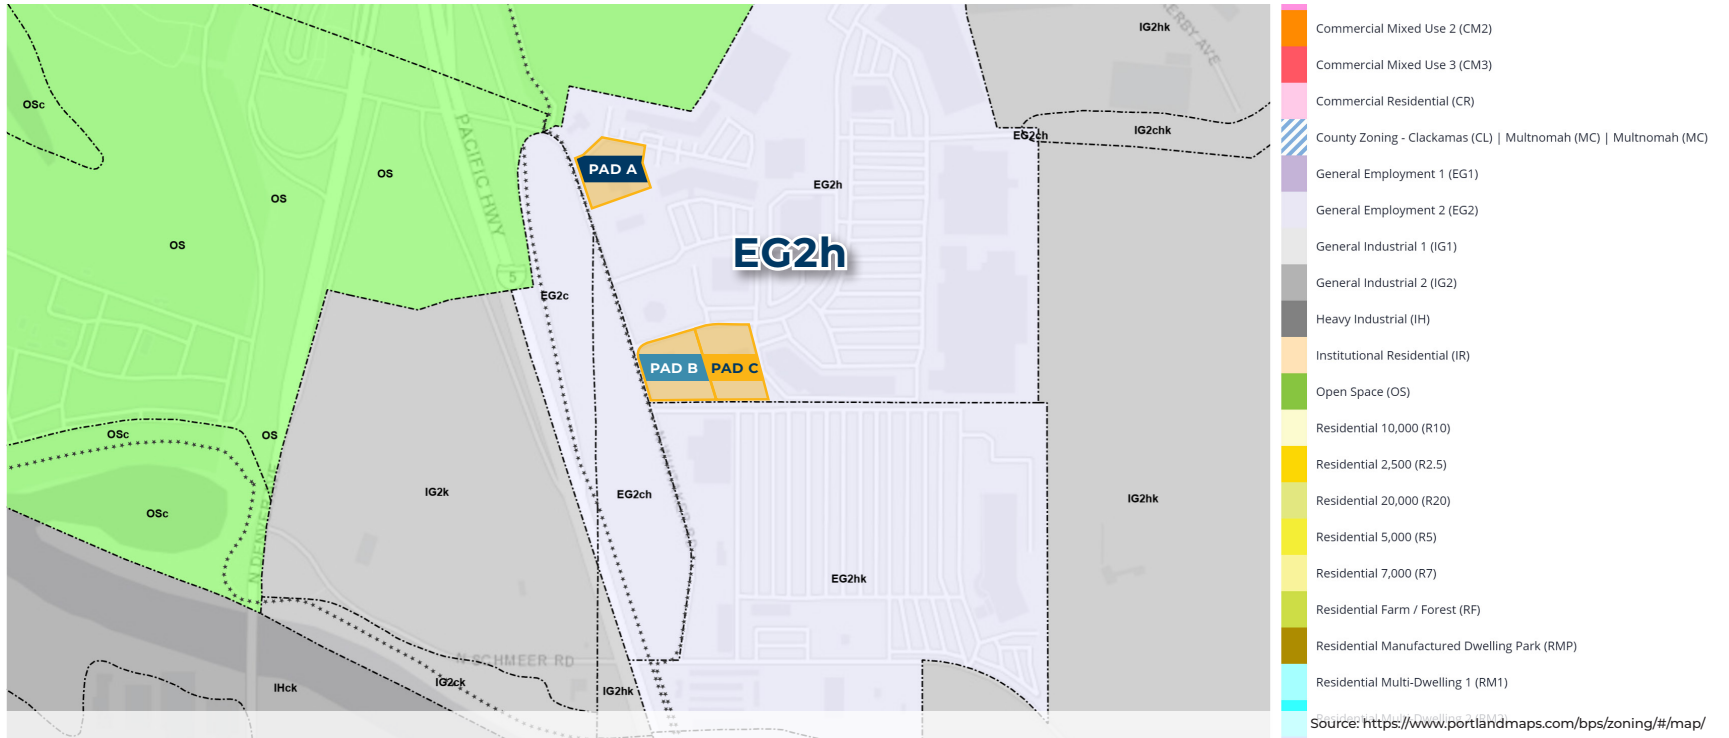 IG2hk
KERBY AVE
OSc
PACIFIC HWY
EG2ch
IG2chk
PAD A
OS
EG2h
OS
OS
EG2h
5
EG2c
PAD B
PAD C
OSc
OS
IG2k
EG2ch
IG2hk
OSc
N DENVER AVE
EG2hk
N SCHMEER RD
IHck
IG2ck
IG2hk
Commercial Mixed Use 2 (CM2)
Commercial Mixed Use 3 (CM3)
Commercial Residential (CR)
County Zoning - Clackamas (CL) | Multnomah (MC) | Multnomah (MC)
General Employment 1 (EG1)
General Employment 2 (EG2)
General Industrial 1 (IG1)
General Industrial 2 (IG2)
Heavy Industrial (IH)
Institutional Residential (IR)
Open Space (OS)
Residential 10,000 (R10)
Residential 2,500 (R2.5)
Residential 20,000 (R20)
Residential 5,000 (R5)
Residential 7,000 (R7)
Residential Farm / Forest (RF)
Residential Manufactured Dwelling Park (RMP)
Residential Multi-Dwelling 1 (RM1)
Source: https://www.portlandmaps.com/bps/zoning/#/map/